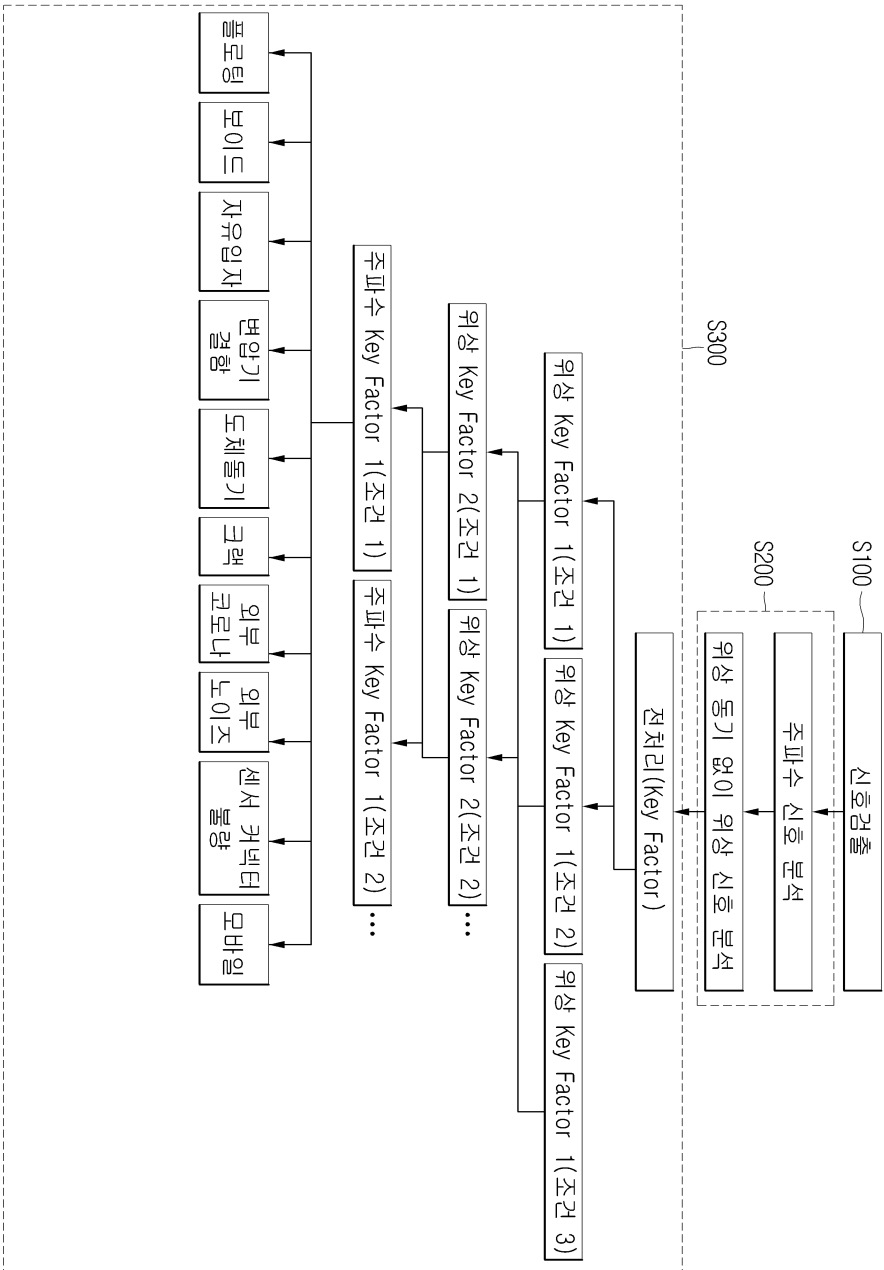 S100
신호검출
S200
주파수 신호 분석
위상 동기 없이 위상 신호 분석
S300
전처리(Key Factor)
위상 Key Factor 1(조건 1)
위상 Key Factor 1(조건 2)
위상 Key Factor 1(조건 3)
위상 Key Factor 2(조건 1)
위상 Key Factor 2(조건 2)
...
주파수 Key Factor 1(조건 1)
주파수 Key Factor 1(조건 2)
...
플로팅
보이드
자유입자
변압기
결함
도체돌기
크랙
외부
코로나
외부
노이즈
센서 커넥터
불량
모바일